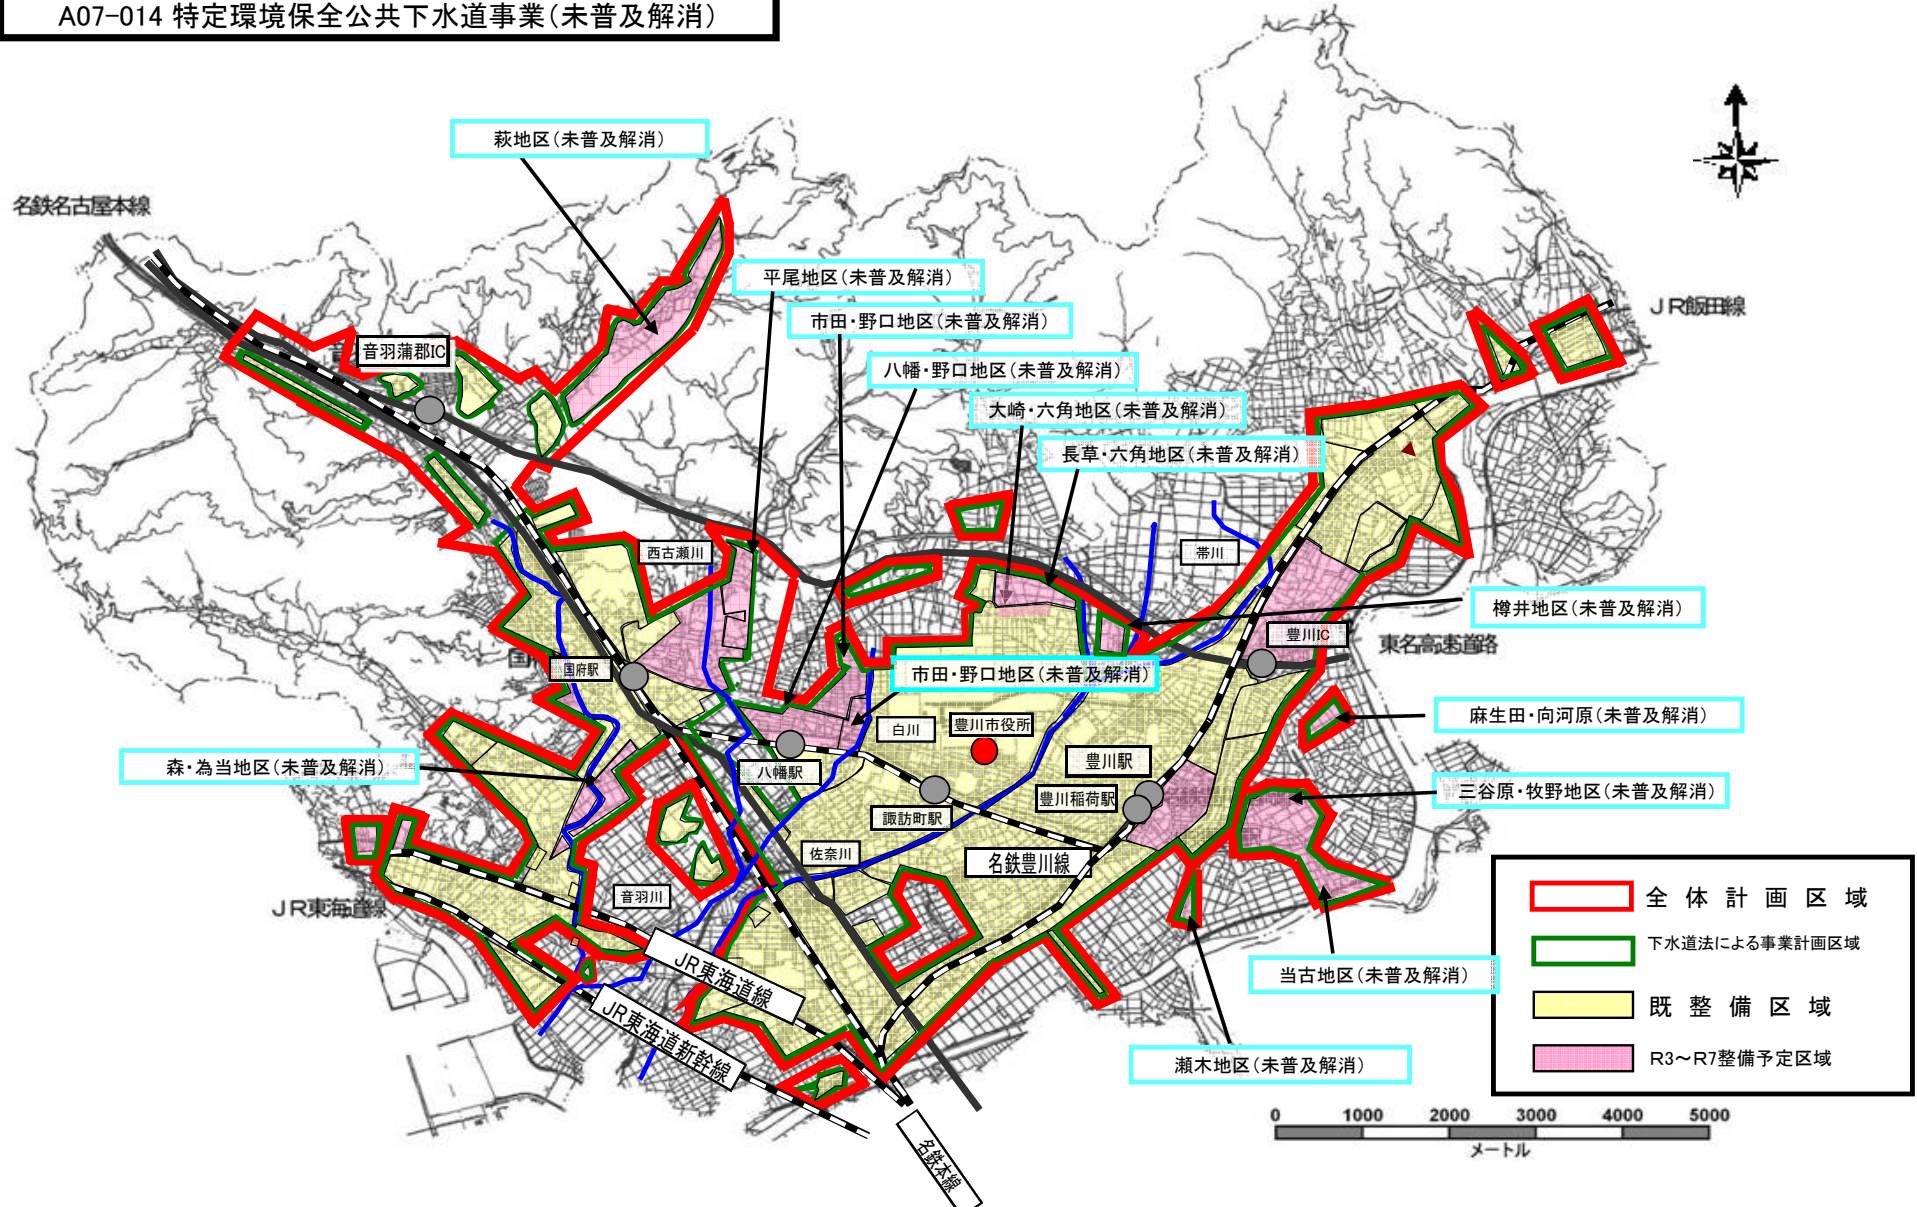 A07-014 特定環境保全公共下水道事業(未普及解消)
萩地区(未普及解消)
名鉄名古屋本線
平尾地区(未普及解消)
市田・野口地区(未普及解消)
JR飯田線
音羽蒲郡IC
八幡・野口地区(未普及解消)
大崎・六角地区(未普及解消)
長草・六角地区(未普及解消)
西古瀬川
帯川
樽井地区(未普及解消)
豊川IC
東名高速道路
国府駅
市田・野口地区(未普及解消)
麻生田・向河原(未普及解消)
白川
豊川市役所
森・為当地区(未普及解消)
八幡駅
豊川駅
三谷原・牧野地区(未普及解消)
豊川稲荷駅
諏訪町駅
佐奈川
名鉄豊川線
音羽川
JR東海道線
全体計画区域
下水道法による事業計画区域
JR東海道線
当古地区(未普及解消)
既整備区域
JR東海道新幹線
瀬木地区(未普及解消)
R3~R7整備予定区域
0 1000 2000 3000 4000 5000
メートル
名鉄本線